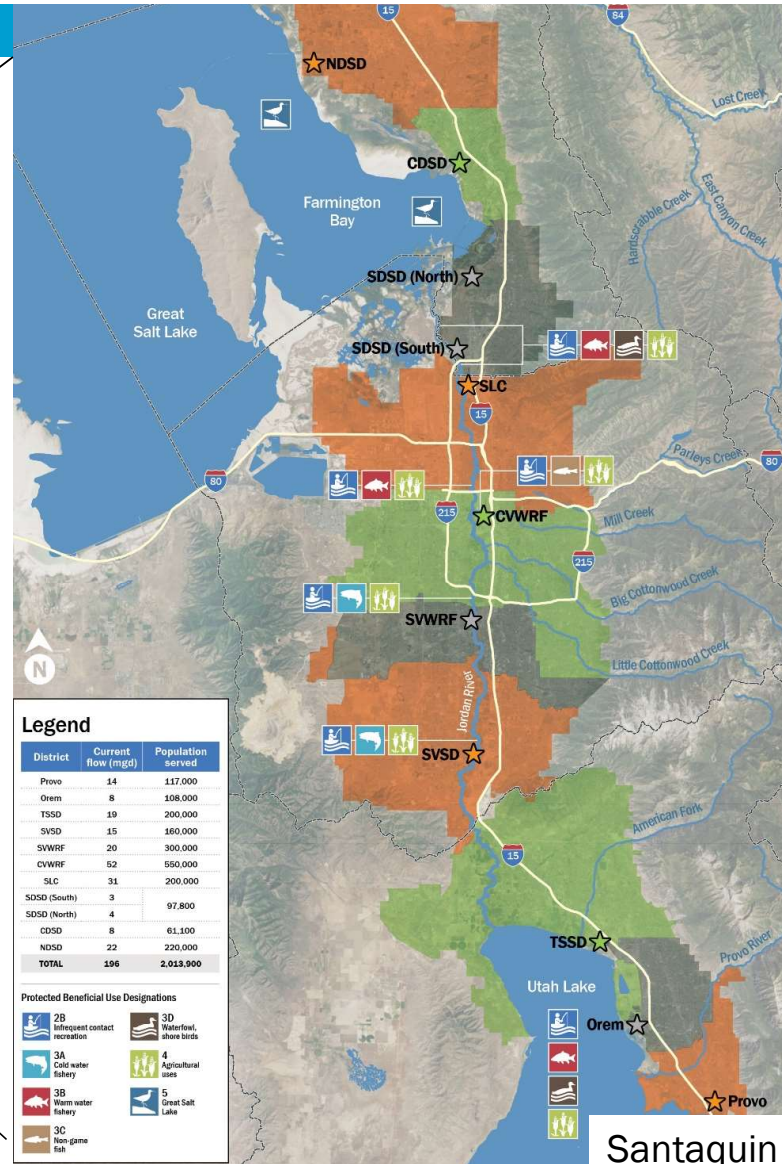 15
84
NDSD
Lost Creek
CDSD
East Canyon Creek
Hardscrabble Creek
Farmington
Bay
SDSD (North)
Great
Salt Lake
SDSD (South)
SLC
15
Parleys Creek
80
80
215
CVWRF
Mill Creek
215
Big Cottonwood Creek
SVWRF
Little Cottonwood Creek
N
Jordan River
SVSD
American Fork
15
TSSD
Provo River
Utah Lake
Orem
Provo
Santaquin
Legend
District Current flow (mgd) Population served
Provo 14 117,000
Orem 8 108,000
TSSD 19 200,000
SVSD 15 160,000
SVWRF 20 300,000
CVWRF 52 550,000
SLC 31 200,000
SDSD (South) 3
97,800
SDSD (North) 4
CDSD 8 61,100
NDSD 22 220,000
TOTAL 196 2,013,900
Protected Beneficial Use Designations
2B
Infrequent contact
recreation
3A
Cold water
fishery
3B
Warm water
fishery
3C
Non-game
fish
3D
Waterfowl,
shore birds
4
Agricultural
uses
5
Great Salt
Lake